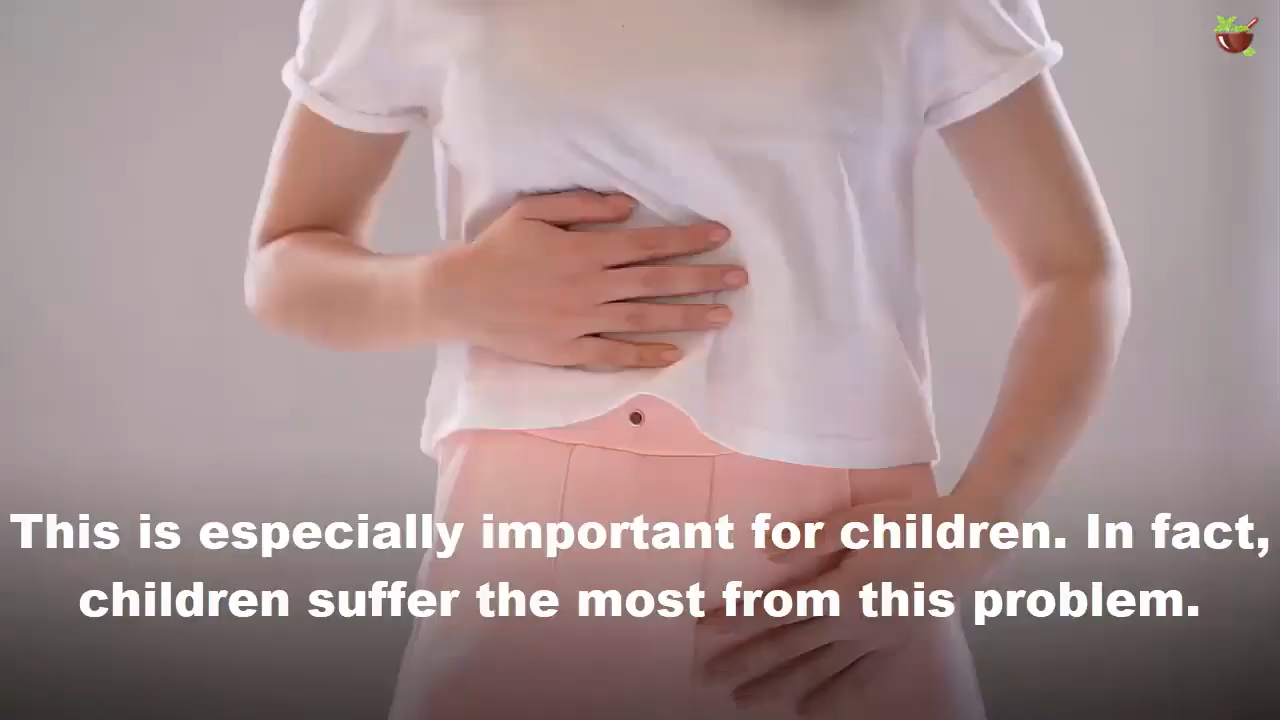 This is especially important for children. In fact,
children suffer the most from this problem.